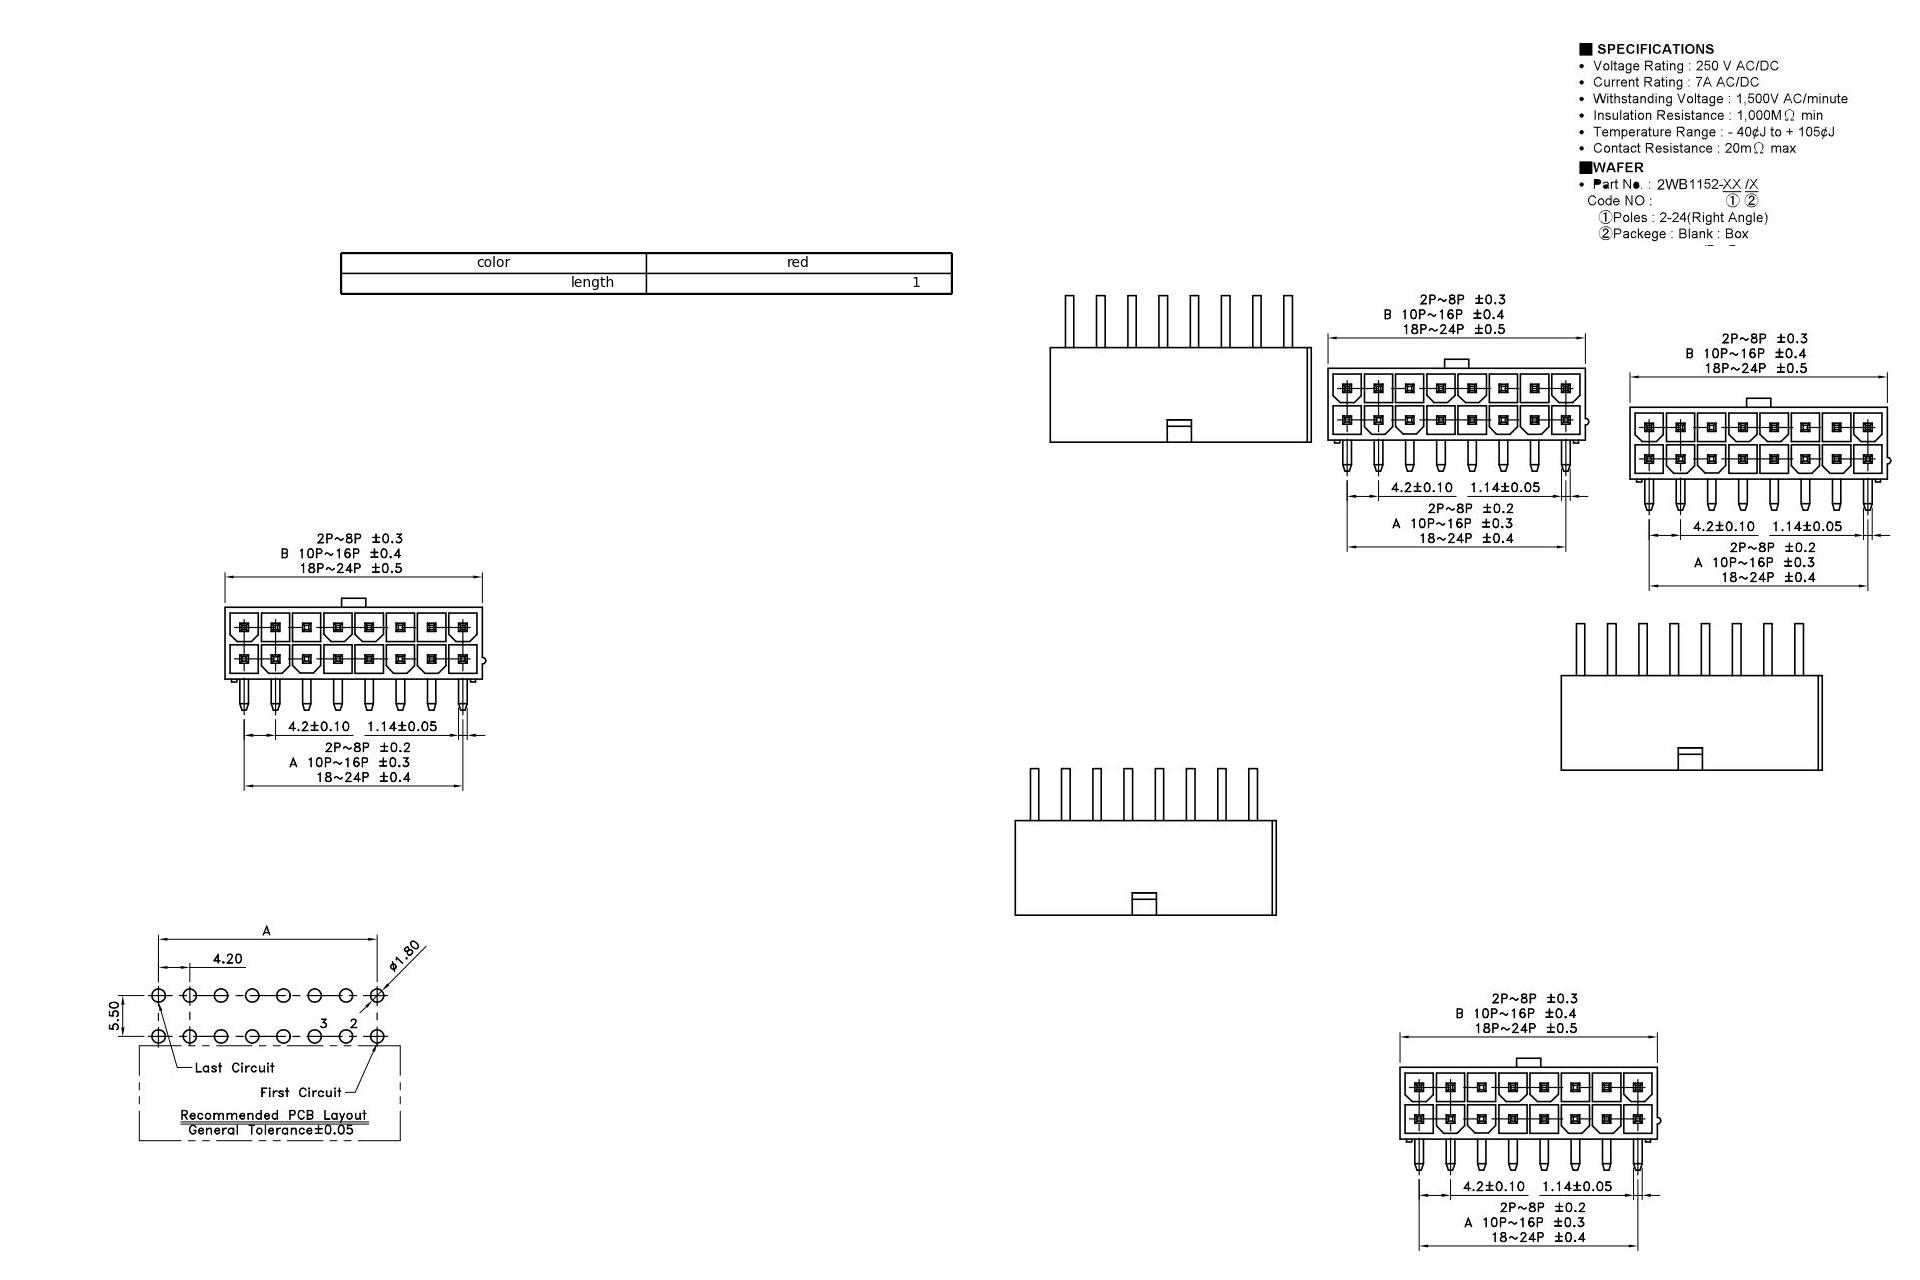 ■ SPECIFICATIONS
• Voltage Rating : 250 V AC/DC
• Current Rating : 7A AC/DC
• Withstanding Voltage : 1,500V AC/minute
• Insulation Resistance : 1,000MΩ min
• Temperature Range : - 40¢J to + 105¢J
• Contact Resistance : 20mΩ max
■WAFER
• Part No. : 2WB1152-XX /X
Code NO : ① ②
①Poles : 2-24(Right Angle)
②Packege : Blank : Box
color red
length 1
2P~8P ±0.3
B 10P~16P ±0.4
18P~24P ±0.5
4.2±0.10 1.14±0.05
2P~8P ±0.2
A 10P~16P ±0.3
18~24P ±0.4
2P~8P ±0.3
B 10P~16P ±0.4
18P~24P ±0.5
4.2±0.10 1.14±0.05
2P~8P ±0.2
A 10P~16P ±0.3
18~24P ±0.4
2P~8P ±0.3
B 10P~16P ±0.4
18P~24P ±0.5
4.2±0.10 1.14±0.05
2P~8P ±0.2
A 10P~16P ±0.3
18~24P ±0.4
A
4.20
ø1.80
5.50
3 2
Last Circuit
First Circuit
Recommended PCB Layout
General Tolerance±0.05
2P~8P ±0.3
B 10P~16P ±0.4
18P~24P ±0.5
4.2±0.10 1.14±0.05
2P~8P ±0.2
A 10P~16P ±0.3
18~24P ±0.4